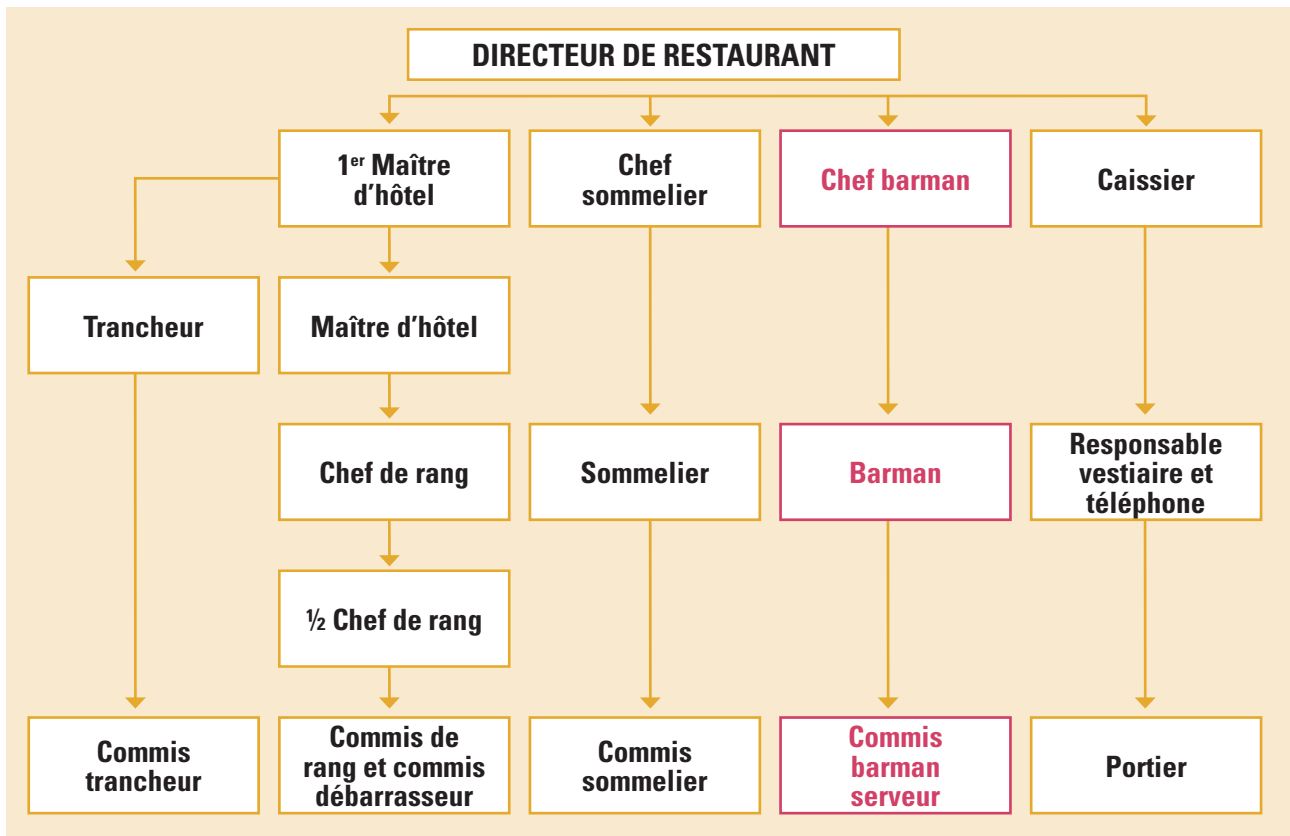 DIRECTEUR DE RESTAURANT
1er Maître
d'hôtel
Chef
sommelier
Chef barman
Caissier
Trancheur
Maître d'hôtel
Chef de rang
Sommelier
Barman
Responsable
vestiaire et
téléphone
½ Chef de rang
Commis
trancheur
Commis de
rang et commis
débarrasseur
Commis
sommelier
Commis
barman
serveur
Portier